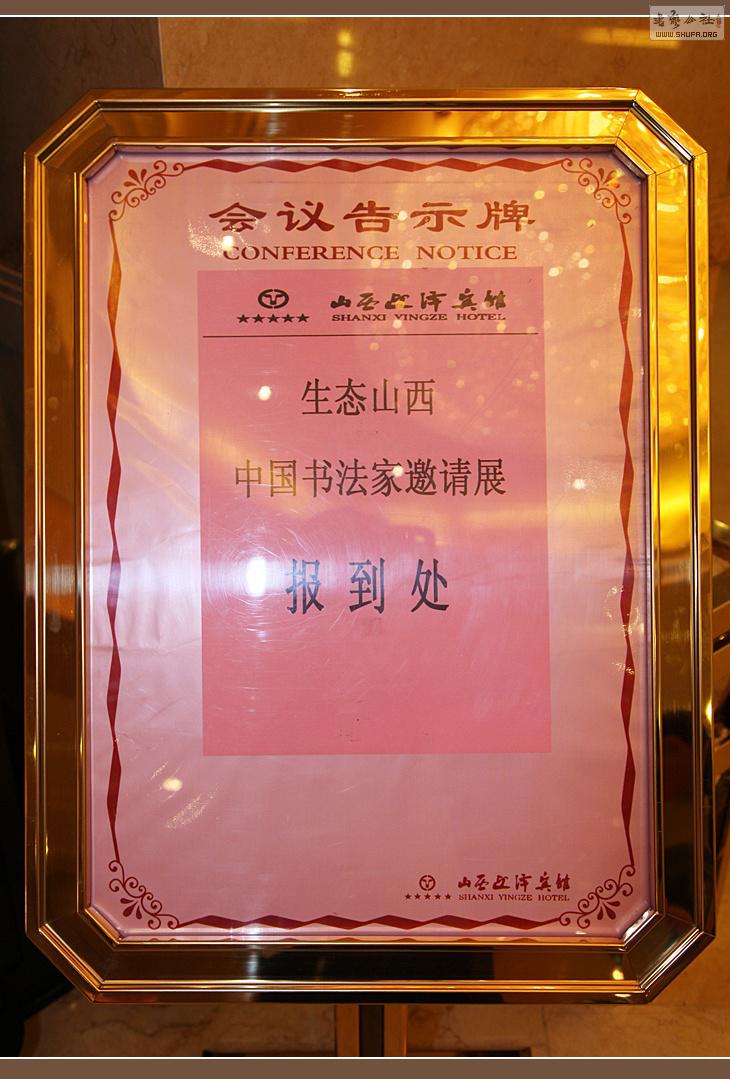 书法公社
www.SHUFA.ORG
会议告示牌
CONFERENCE NOTICE
★★★★★
山西迎泽宾馆
SHANXI YINGZE HOTEL
生态山西
中国书法家邀请展
报到处
★★★★★
山西迎泽宾馆
SHANXI YINGZE HOTEL